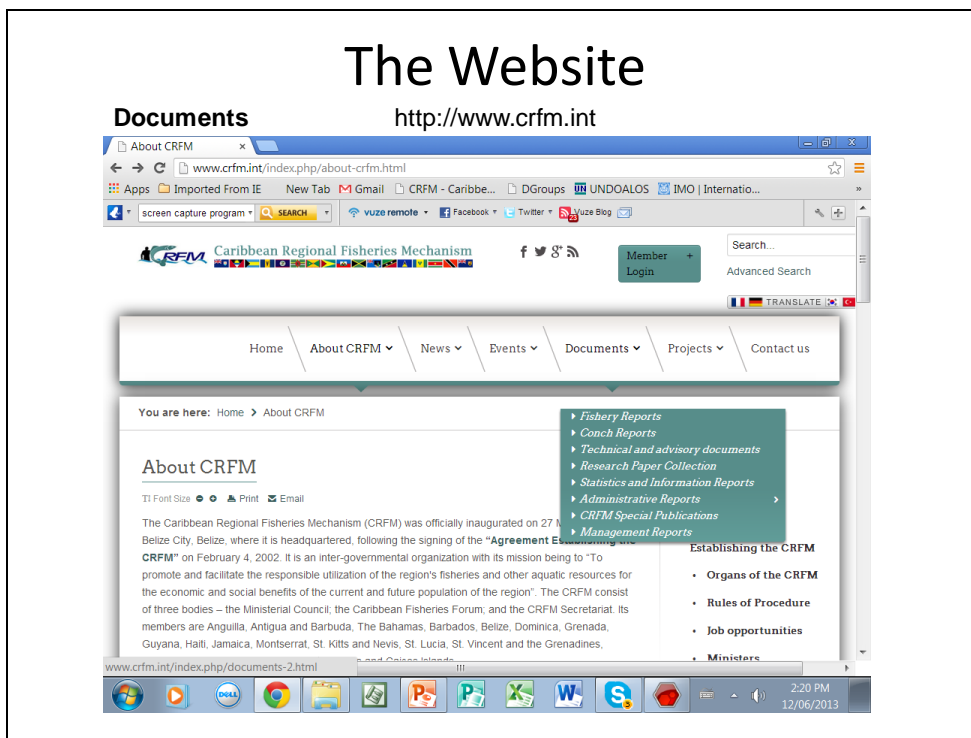 The Website
Documents http://www.crfm.int
About CRFM ×
www.crfm.int/index.php/about-crfm.html
Apps Imported From IE New Tab Gmail CRFM - Caribbe... DGroups UN UNDOALOS IMO | Internatio... »
screen capture program SEARCH vuze remote Facebook Twitter 23 Vuze Blog
CRFM Caribbean Regional Fisheries Mechanism
Member + Login
Search...
Advanced Search
TRANSLATE
Home About CRFM News Events Documents Projects Contact us
You are here: Home About CRFM
Fishery Reports
Conch Reports
Technical and advisory documents
Research Paper Collection
Statistics and Information Reports
Administrative Reports
CRFM Special Publications
Management Reports
About CRFM
TI Font Size Print Email
The Caribbean Regional Fisheries Mechanism (CRFM) was officially inaugurated on 27 M
Belize City, Belize, where it is headquartered, following the signing of the “Agreement Establishing the
CRFM” on February 4, 2002. It is an inter-governmental organization with its mission being to “To
promote and facilitate the responsible utilization of the region's fisheries and other aquatic resources for
the economic and social benefits of the current and future population of the region”. The CRFM consist
of three bodies – the Ministerial Council; the Caribbean Fisheries Forum; and the CRFM Secretariat. Its
members are Anguilla, Antigua and Barbuda, The Bahamas, Barbados, Belize, Dominica, Grenada,
Guyana, Haiti, Jamaica, Montserrat, St. Kitts and Nevis, St. Lucia, St. Vincent and the Grenadines,
Establishing the CRFM
• Organs of the CRFM
• Rules of Procedure
• Job opportunities
• Ministers
www.crfm.int/index.php/documents-2.html
DELL
2:20 PM
12/06/2013